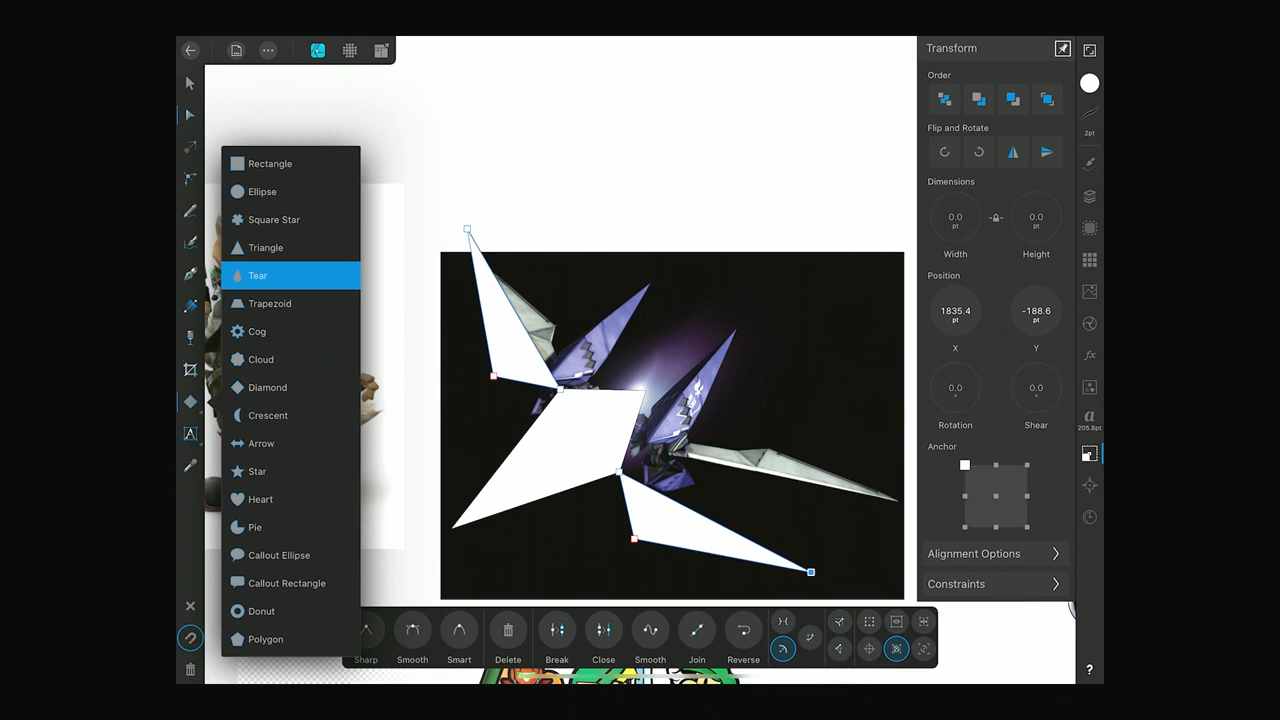 Rectangle
Ellipse
Square Star
Triangle
Tear
Trapezoid
Cog
Cloud
Diamond
Crescent
Arrow
Star
Heart
Pie
Callout Ellipse
Callout Rectangle
Donut
Polygon
Sharp
Smooth
Smart
Delete
Break
Close
Smooth
Join
Reverse
Transform
Order
Flip and Rotate
Dimensions
0.0 pt
0.0 pt
Width
Height
Position
1835.4 pt
-188.6 pt
X
Y
0.0
0.0
Rotation
Shear
Anchor
Alignment Options
Constraints
2pt
fx
a
205.8pt
A
?